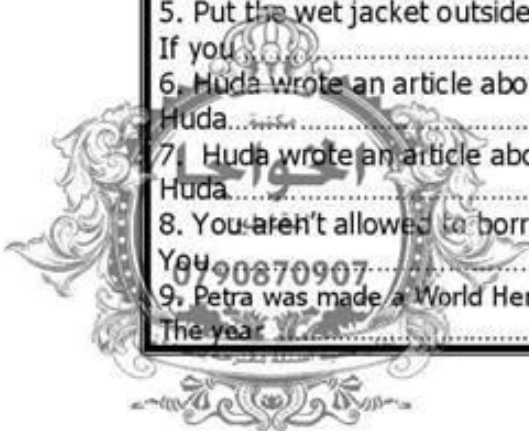 5. Put the wet jacket outside
If you..............................
6. Huda wrote an article abo
Huda..............................
مكتبة
7. Huda wrote an article abo
الخواجا
Huda..............................
8. You aren't allowed to borr
You..............................
0790870907
9. Petra was made a World Her
The year ..............................